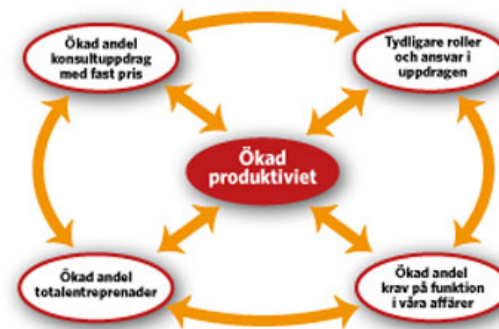 Ökad andel
konsultuppdrag
med fast pris
Tydligare roller
och ansvar i
uppdragen
Ökad
produktiviet
Ökad andel
totalentreprenader
Ökad andel
krav på funktion
i våra affärer